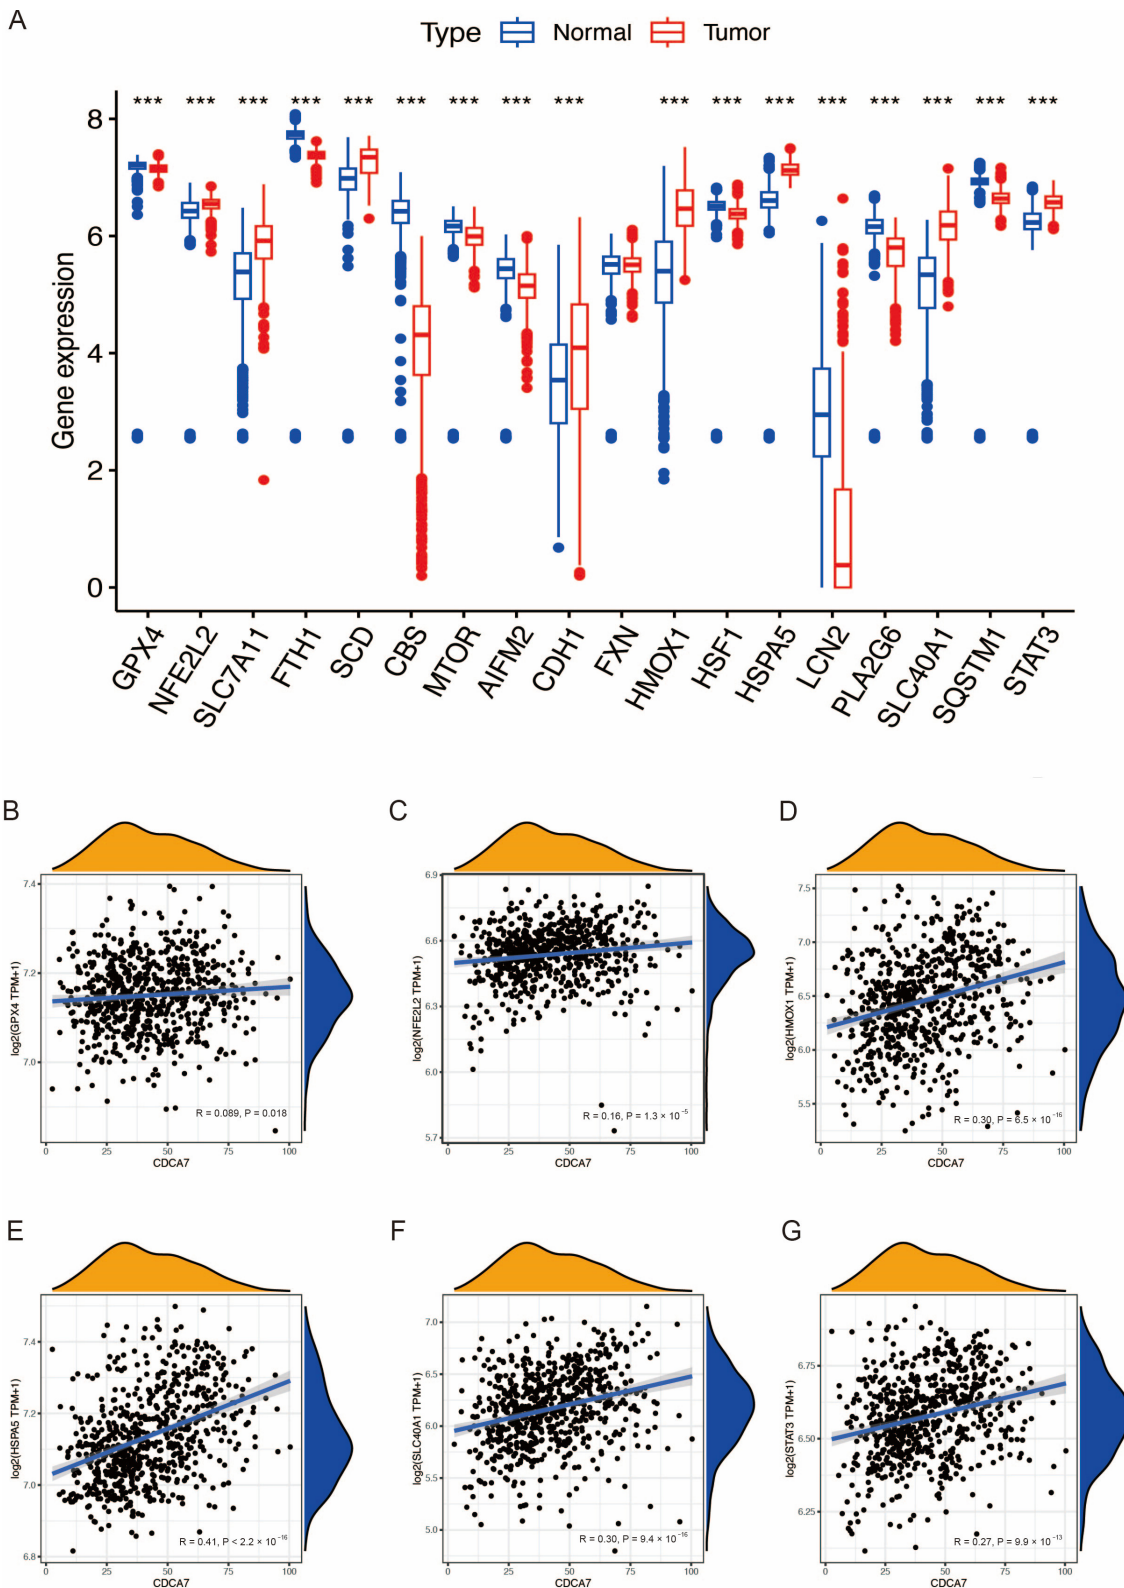 A
Type Normal Tumor
*** *** *** *** *** *** *** *** *** *** *** *** *** *** *** *** ***
Gene expression
8
6
4
2
0
GPX4 NFE2L2 SLC7A11 FTH1 SCD CBS MTOR AIFM2 CDH1 FXN HMOX1 HSF1 HSPA5 LCN2 PLA2G6 SLC40A1 SQSTM1 STAT3
B
log2(GPX4 TPM+1)
7.4
7.2
7.0
R = 0.089, P = 0.018
0 25 50 75 100
CDCA7
C
log2(NFE2L2 TPM+1)
6.9
6.6
6.3
6.0
5.7
R = 0.16, P = 1.3 × 10⁻⁵
0 25 50 75 100
CDCA7
D
log2(HMOX1 TPM+1)
7.5
7.0
6.5
6.0
5.5
R = 0.30, P = 6.5 × 10⁻¹⁶
0 25 50 75 100
CDCA7
E
log2(HSPA5 TPM+1)
7.4
7.2
7.0
6.8
R = 0.41, P < 2.2 × 10⁻¹⁶
0 25 50 75 100
CDCA7
F
log2(SLC40A1 TPM+1)
7.0
6.5
6.0
5.5
5.0
R = 0.30, P = 9.4 × 10⁻¹⁶
0 25 50 75 100
CDCA7
G
log2(STAT3 TPM+1)
6.75
6.50
6.25
R = 0.27, P = 9.9 × 10⁻¹³
0 25 50 75 100
CDCA7